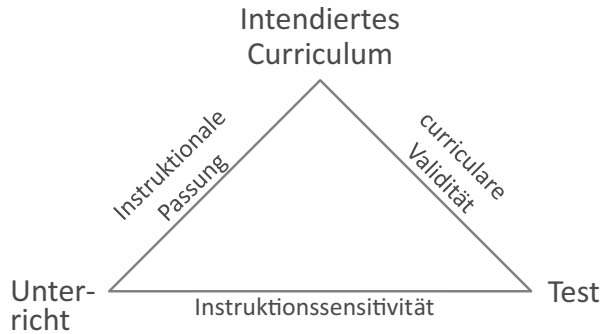 Intendiertes
Curriculum
Instruktionale
Passung
curriculare
Validität
Unter-
richt
Instruktionssensitivität
Test